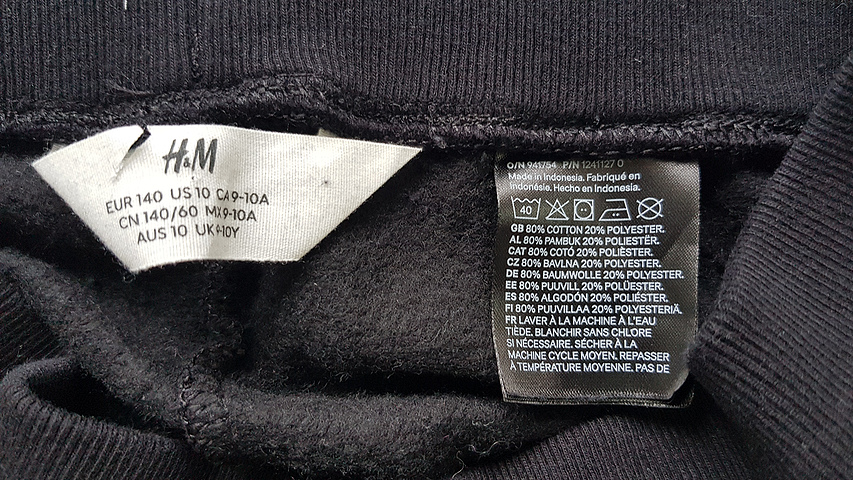 H&M
EUR 140 US 10 CA 9-10A
CN 140/60 MX 9-10A
AUS 10 UK 9-10Y
O/N 941754 P/N 1241127 0
Made in Indonesia. Fabriqué en
Indonésie. Hecho en Indonesia.
40
GB 80% COTTON 20% POLYESTER.
AL 80% PAMBUK 20% POLIESTËR.
CAT 80% COTÓ 20% POLIÈSTER.
CZ 80% BAVLNA 20% POLYESTER.
DE 80% BAUMWOLLE 20% POLYESTER.
EE 80% PUUVILL 20% POLÜESTER.
ES 80% ALGODÓN 20% POLIÉSTER.
FI 80% PUUVILLAA 20% POLYESTERIÄ.
FR LAVER À LA MACHINE À L'EAU
TIÈDE. BLANCHIR SANS CHLORE
SI NÉCESSAIRE. SÉCHER À LA
MACHINE CYCLE MOYEN. REPASSER
À TEMPÉRATURE MOYENNE. PAS DE